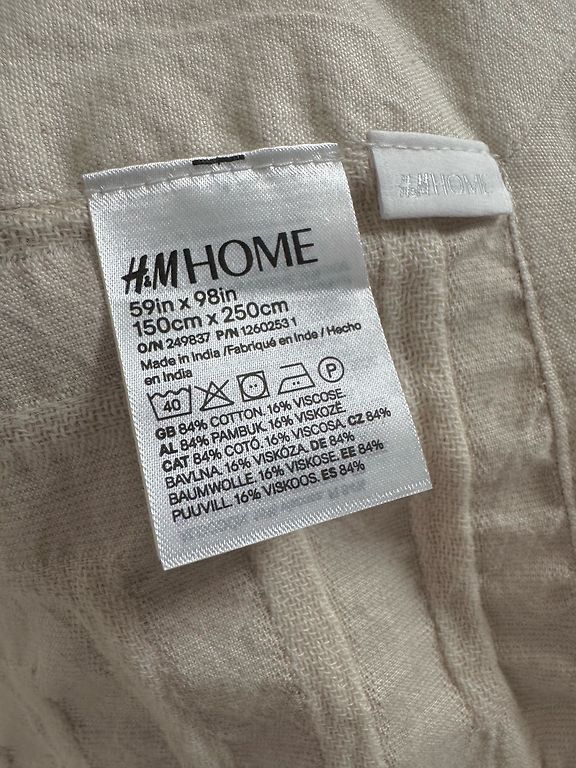 H&M HOME
59in x 98in
150cm x 250cm
O/N 249837 P/N 1260253 1
Made in India /Fabriqué en Inde / Hecho
en India
40 P
GB 84% COTTON. 16% VISCOSE.
AL 84% PAMBUK. 16% VISKOZË.
CAT 84% COTÓ. 16% VISCOSA. CZ 84%
BAVLNA. 16% VISKÓZA. DE 84%
BAUMWOLLE. 16% VISKOSE. EE 84%
PUUVILL. 16% VISKOOS. ES 84%
H&M HOME